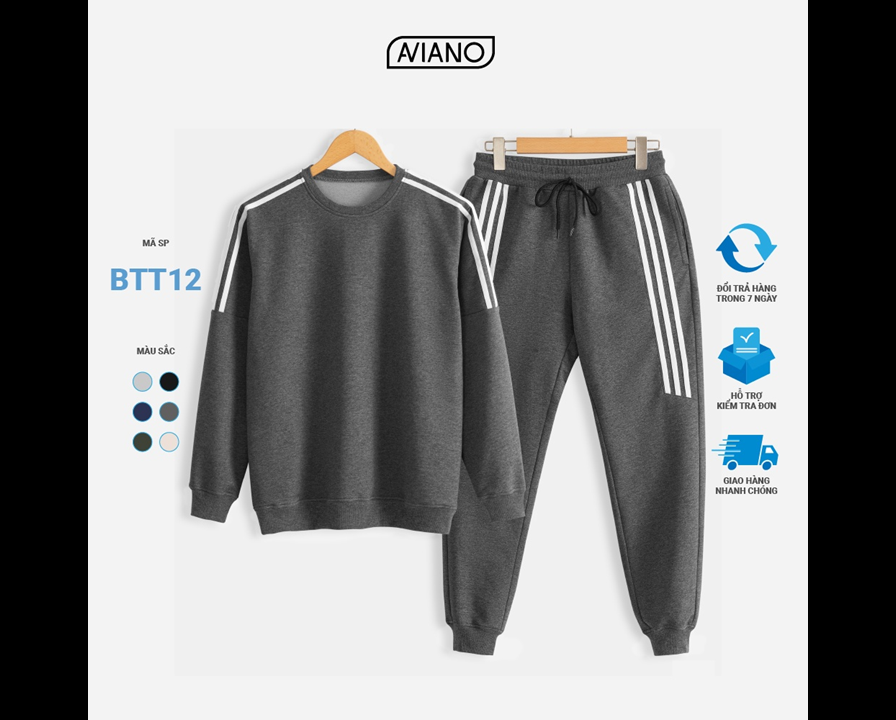 AVIANO
MÃ SP
BTT12
MÀU SẮC
ĐỔI TRẢ HÀNG
TRONG 7 NGÀY
HỖ TRỢ
KIỂM TRA ĐƠN
GIAO HÀNG
NHANH CHÓNG